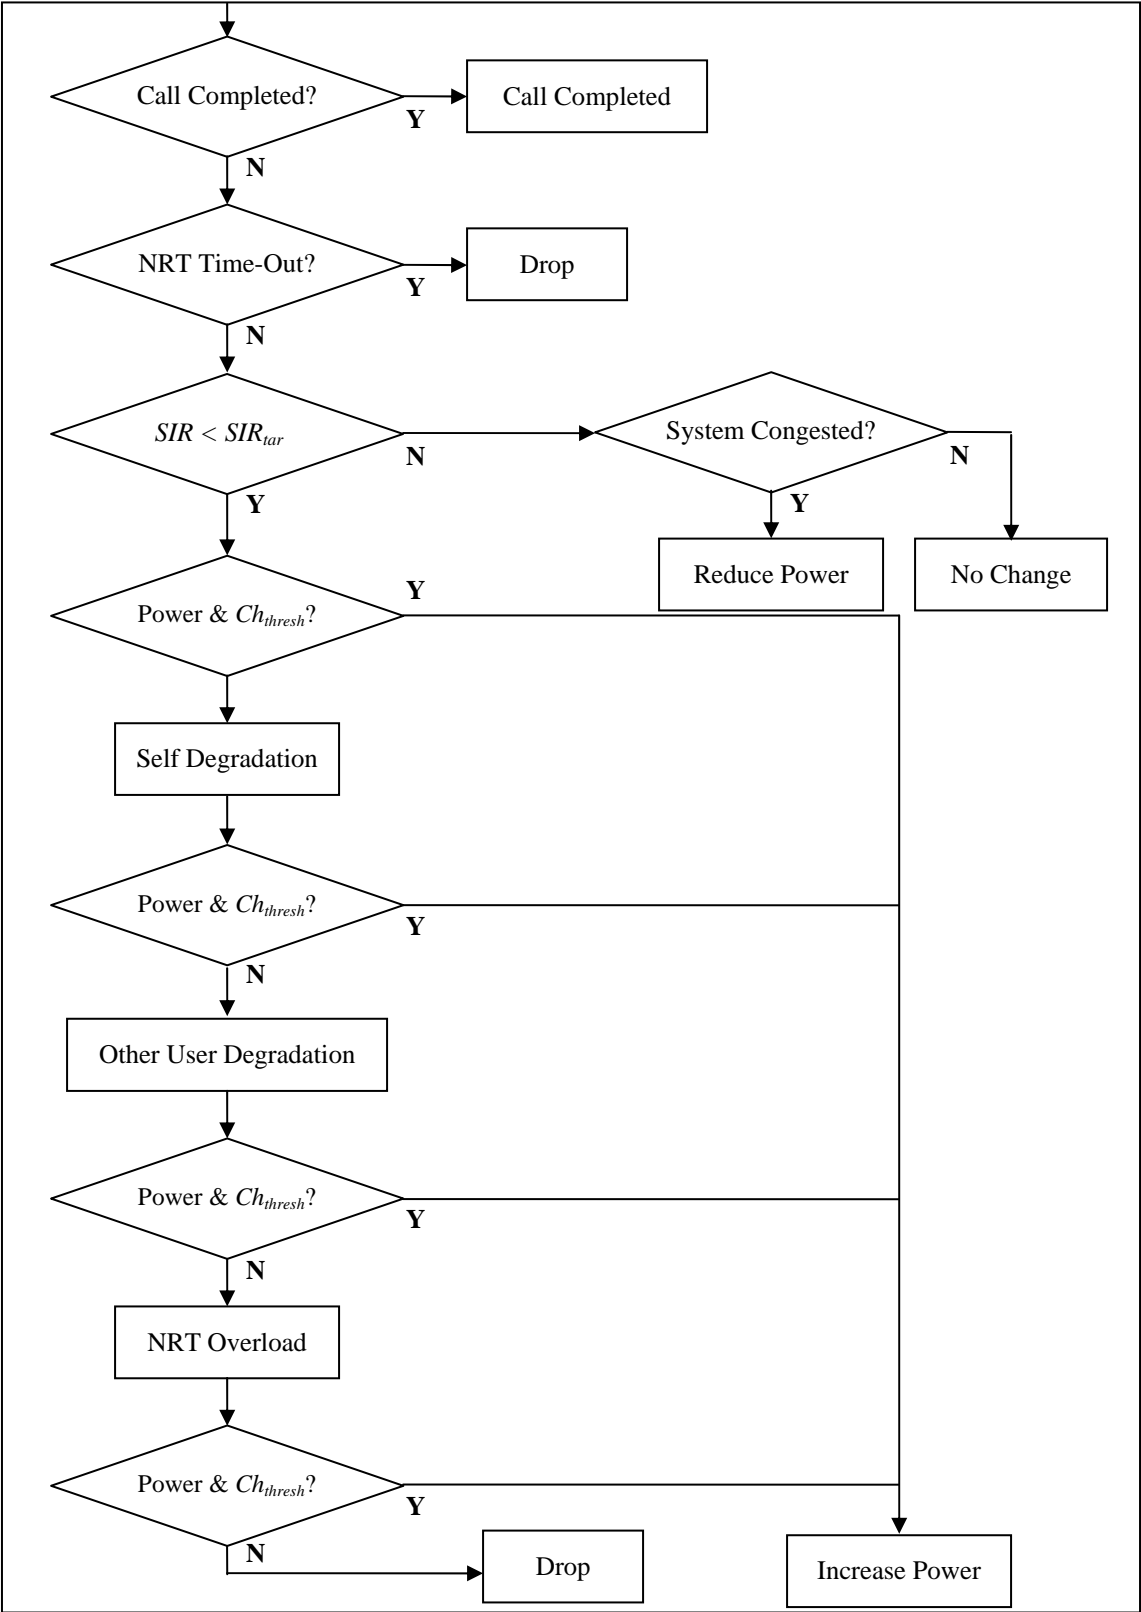 Call Completed?
Call Completed
Y
N
NRT Time-Out?
Drop
Y
N
SIR < SIRtar
N
System Congested?
N
Y
Y
Reduce Power
No Change
Y
Power & Chthresh?
Self Degradation
Power & Chthresh?
Y
N
Other User Degradation
Power & Chthresh?
Y
N
NRT Overload
Power & Chthresh?
Y
N
Drop
Increase Power